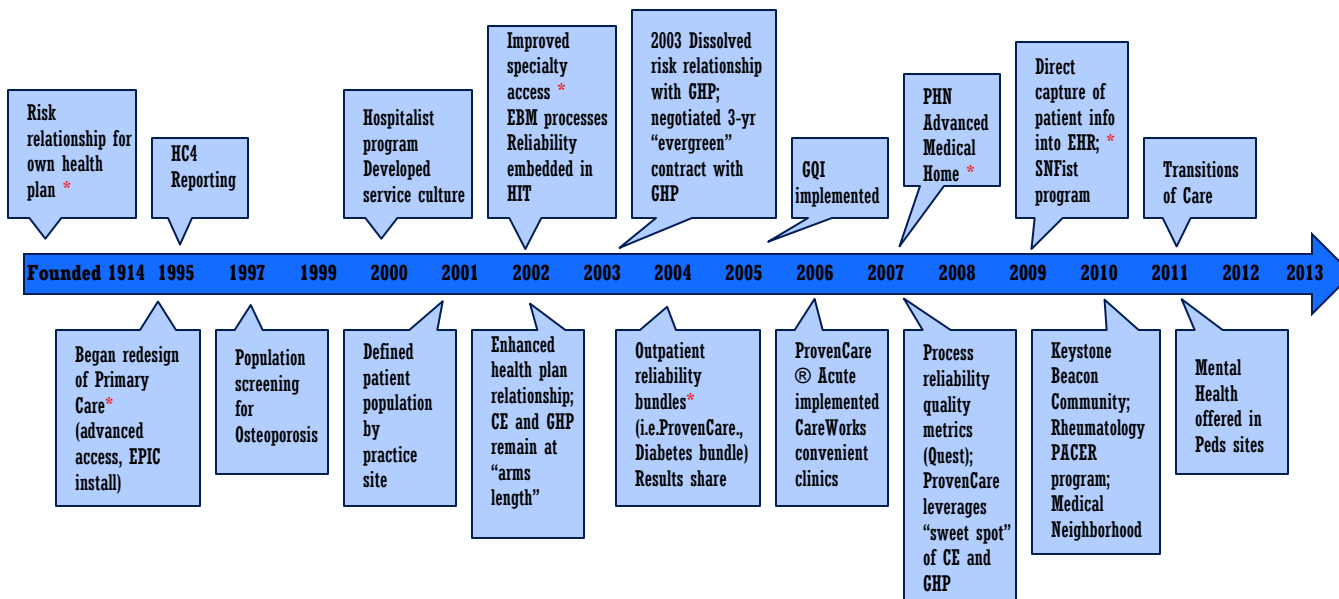 Risk
relationship for
own health
plan *
HC4
Reporting
Hospitalist
program
Developed
service culture
Improved
specialty
access *
EBM processes
Reliability
embedded in
HIT
2003 Dissolved
risk relationship
with GHP;
negotiated 3-yr
“evergreen”
contract with
GHP
GQI
implemented
PHN
Advanced
Medical
Home *
Direct
capture of
patient info
into EHR; *
SNFist
program
Transitions
of Care
Founded 1914 1995 1997 1999 2000 2001 2002 2003 2004 2005 2006 2007 2008 2009 2010 2011 2012 2013
Began redesign
of Primary
Care*
(advanced
access, EPIC
install)
Population
screening
for
Osteoporosis
Defined
patient
population
by
practice
site
Enhanced
health plan
relationship;
CE and GHP
remain at
“arms
length”
Outpatient
reliability
bundles*
(i.e.ProvenCare.,
Diabetes bundle)
Results share
ProvenCare
® Acute
implemented
CareWorks
convenient
clinics
Process
reliability
quality
metrics
(Quest);
ProvenCare
leverages
“sweet spot”
of CE and
GHP
Keystone
Beacon
Community;
Rheumatology
PACER
program;
Medical
Neighborhood
Mental
Health
offered in
Peds sites